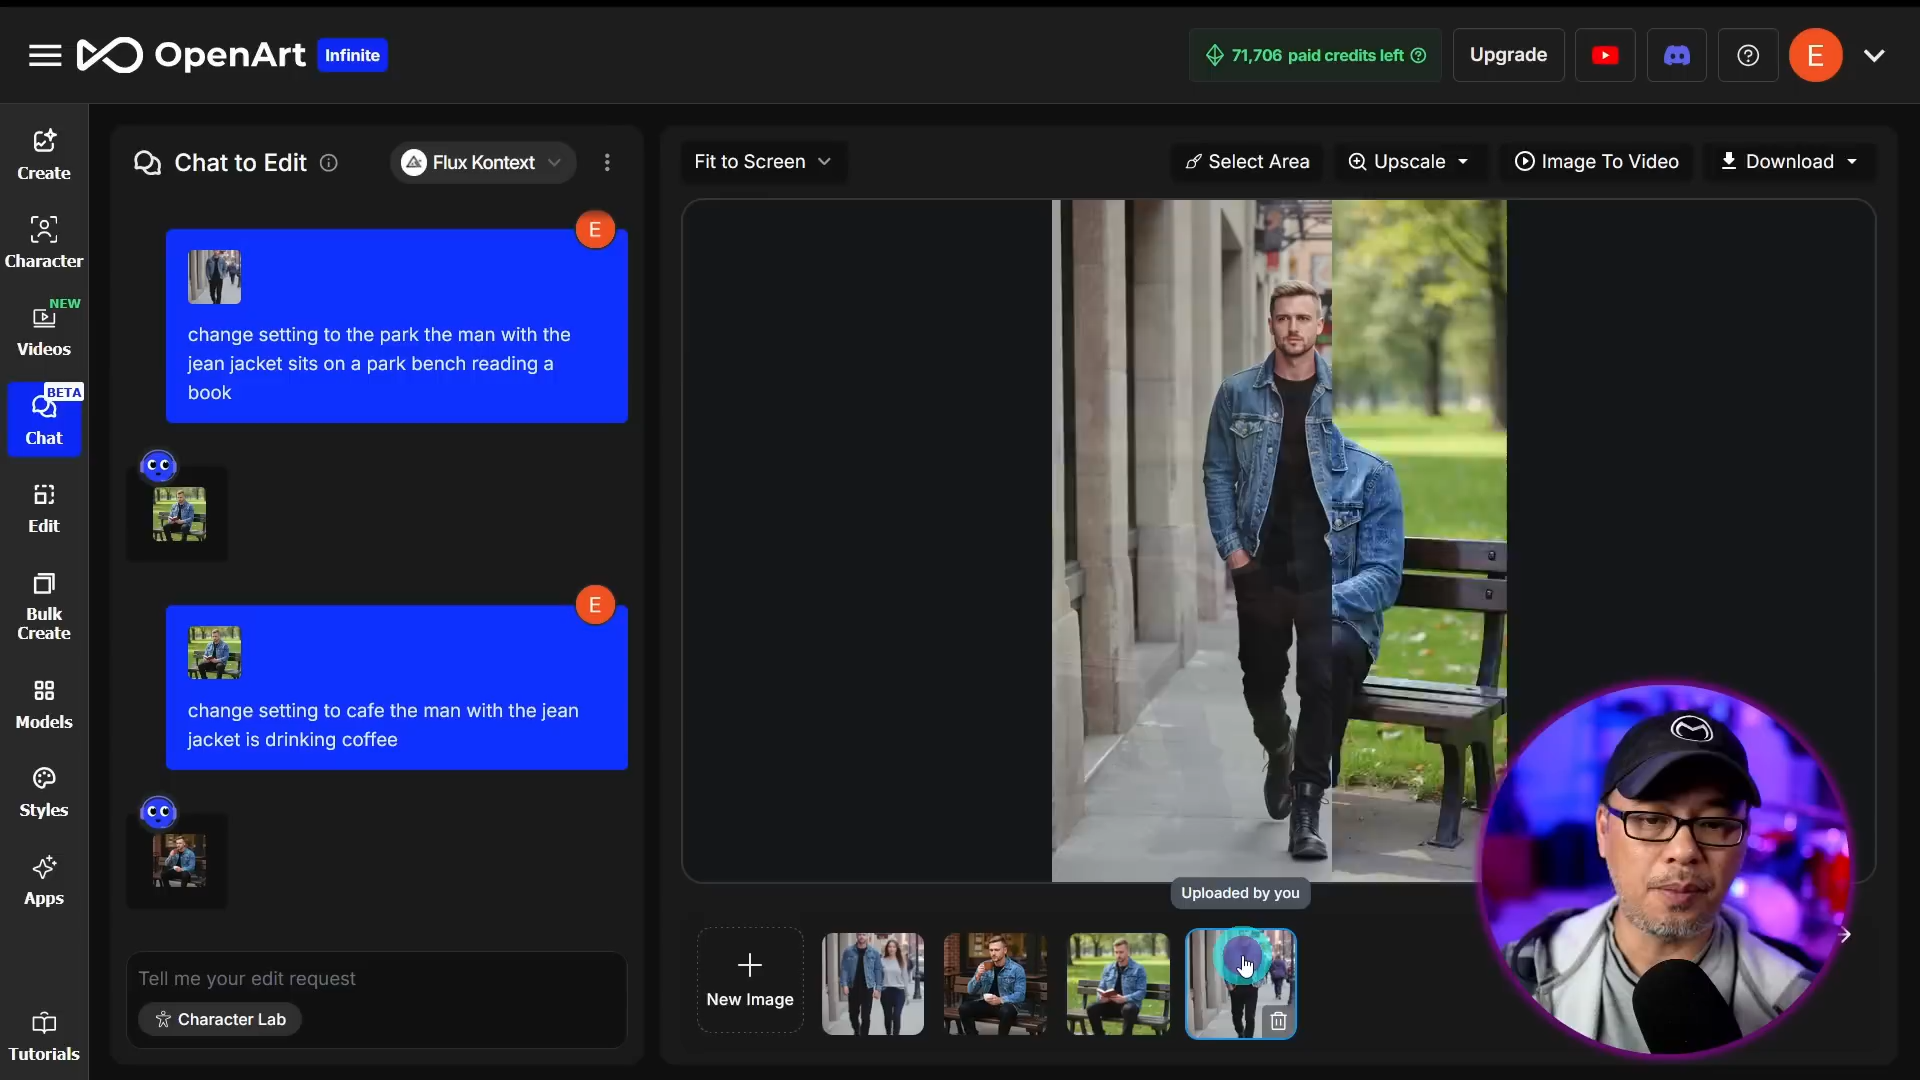 OpenArt Infinite
71,706 paid credits left
Upgrade
E
Create
Character
NEW
Videos
BETA
Chat
Edit
Bulk
Create
Models
Styles
Apps
Tutorials
Chat to Edit
Flux Kontext
E
change setting to the park the man with the
jean jacket sits on a park bench reading a
book
E
change setting to cafe the man with the jean
jacket is drinking coffee
Tell me your edit request
Character Lab
Fit to Screen
Select Area
Upscale
Image To Video
Download
Uploaded by you
New Image